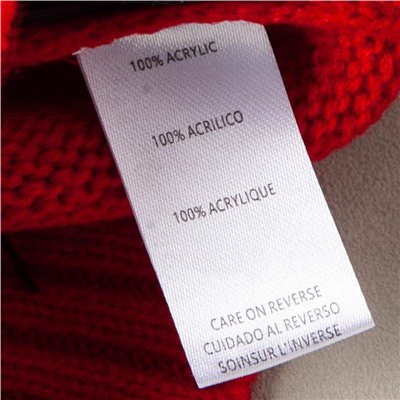 100% ACRYLIC
100% ACRILICO
100% ACRYLIQUE
CARE ON REVERSE
CUIDADO AL REVERSO
SOINSUR L'INVERSE